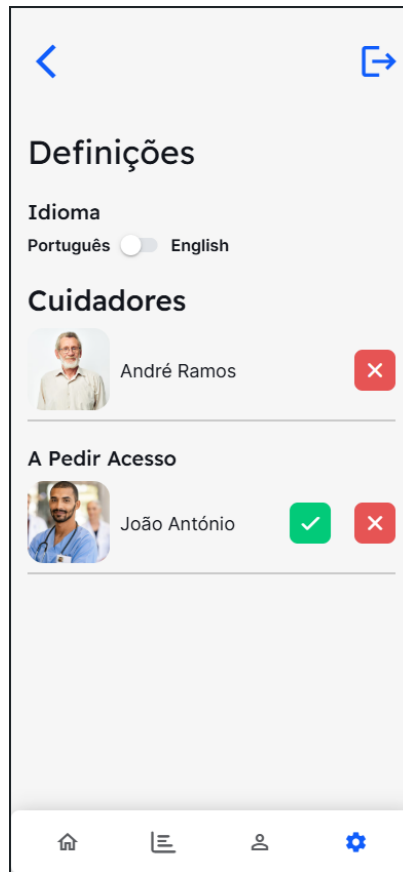 Definições
Idioma
Português English
Cuidadores
André Ramos
A Pedir Acesso
João António